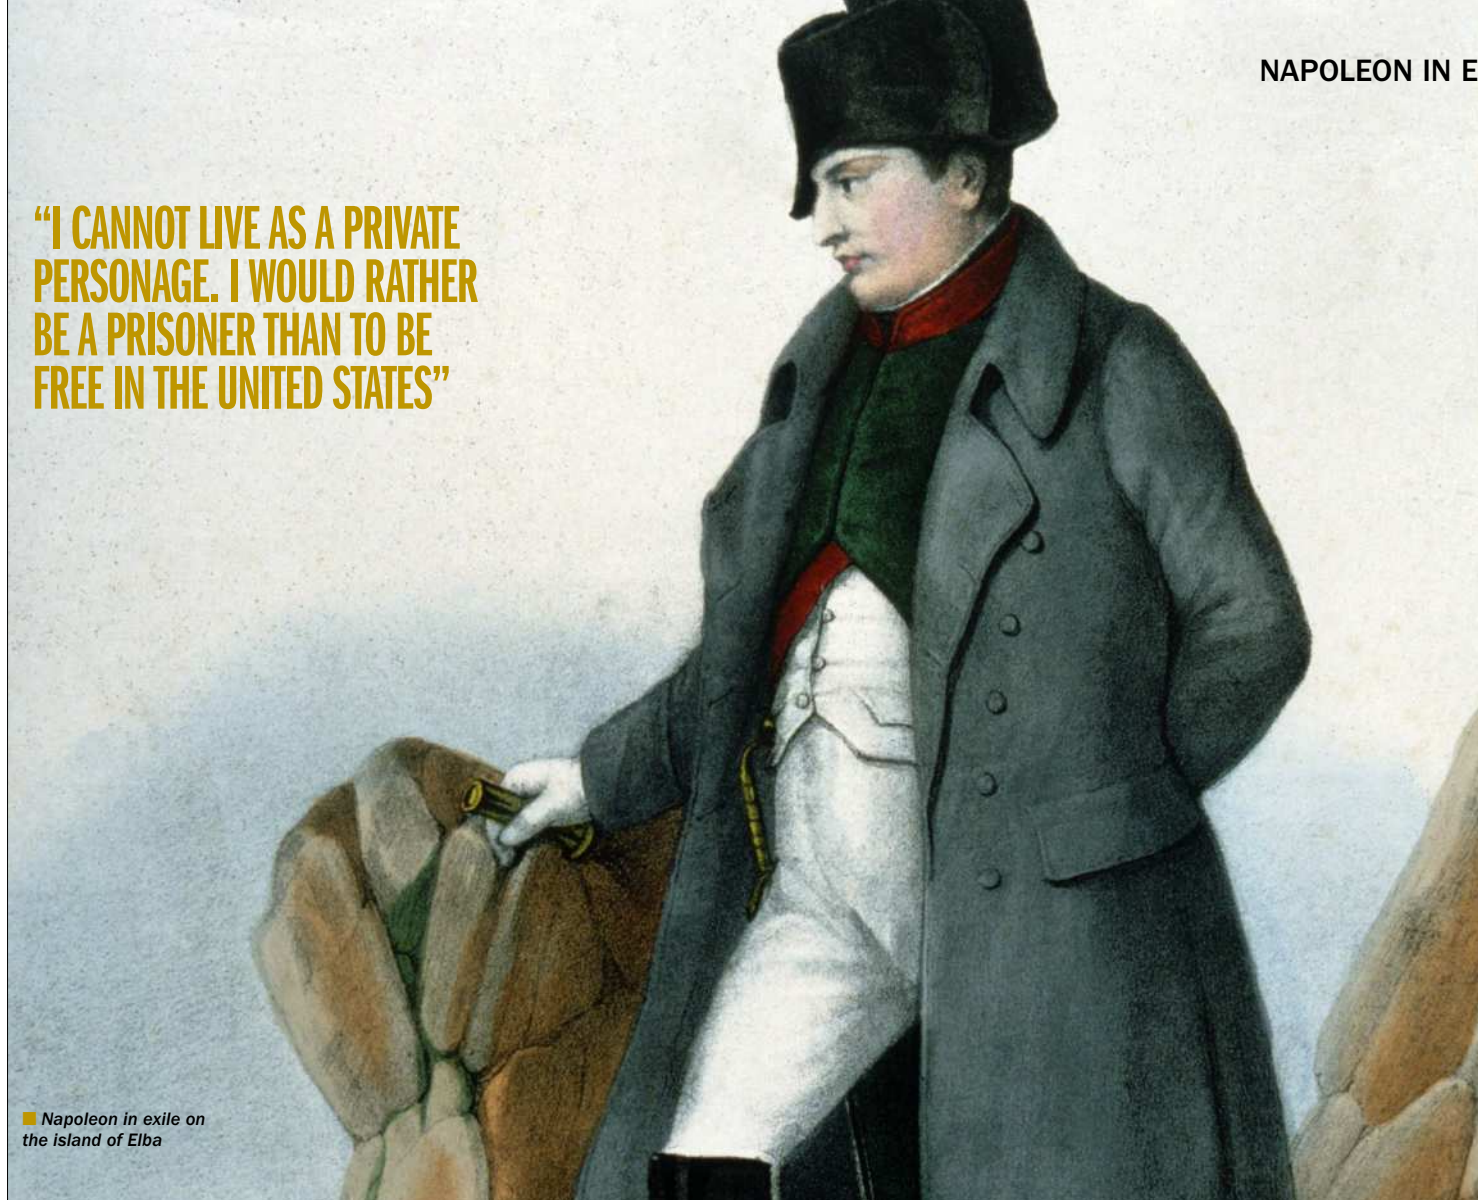 NAPOLEON IN E
“I CANNOT LIVE AS A PRIVATE
PERSONAGE. I WOULD RATHER
BE A PRISONER THAN TO BE
FREE IN THE UNITED STATES”
Napoleon in exile on
the island of Elba